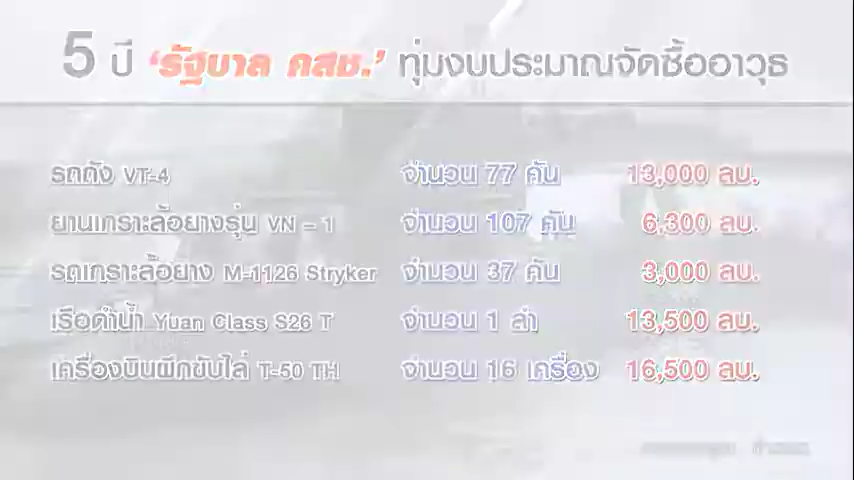 5 ปี ‘รัฐบาล คสช.’ ทุ่มงบประมาณจัดซื้ออาวุธ
รถถัง VT-4 จำนวน 77 คัน 13,000 ลบ.
ยานเกราะล้อยางรุ่น VN – 1 จำนวน 107 คัน 6,300 ลบ.
รถเกราะล้อยาง M-1126 Stryker จำนวน 37 คัน 3,000 ลบ.
เรือดำน้ำ Yuan Class S26 T จำนวน 1 ลำ 13,500 ลบ.
เครื่องบินฝึกขับไล่ T-50 TH จำนวน 16 เครื่อง 16,500 ลบ.